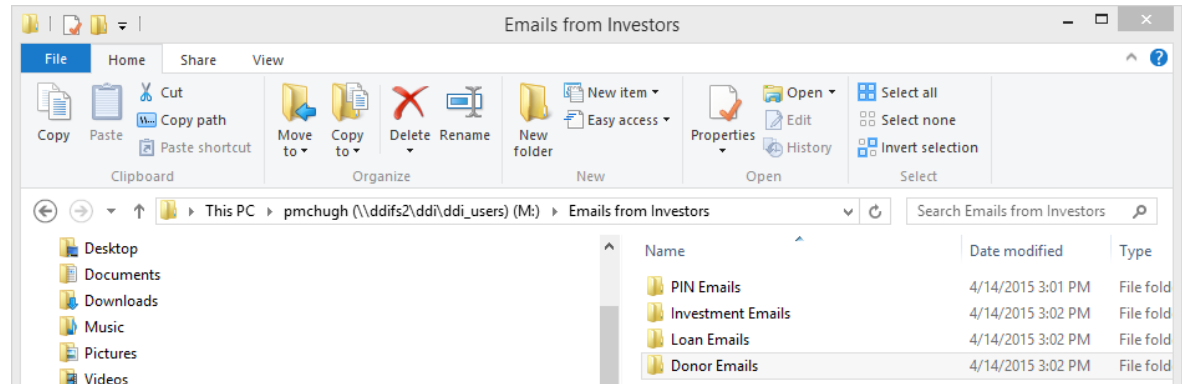 Emails from Investors
File Home Share View
Copy Paste Cut Copy path Paste shortcut
Move to Copy to Delete Rename
New folder New item Easy access
Properties Open Edit History
Select all Select none Invert selection
Clipboard Organize New Open Select
This PC pmchugh (\\ddifs2\ddi\ddi_users) (M:) Emails from Investors Search Emails from Investors
Desktop
Documents
Downloads
Music
Pictures
Videos
Name Date modified Type
PIN Emails 4/14/2015 3:01 PM File fold
Investment Emails 4/14/2015 3:02 PM File fold
Loan Emails 4/14/2015 3:02 PM File fold
Donor Emails 4/14/2015 3:02 PM File fold